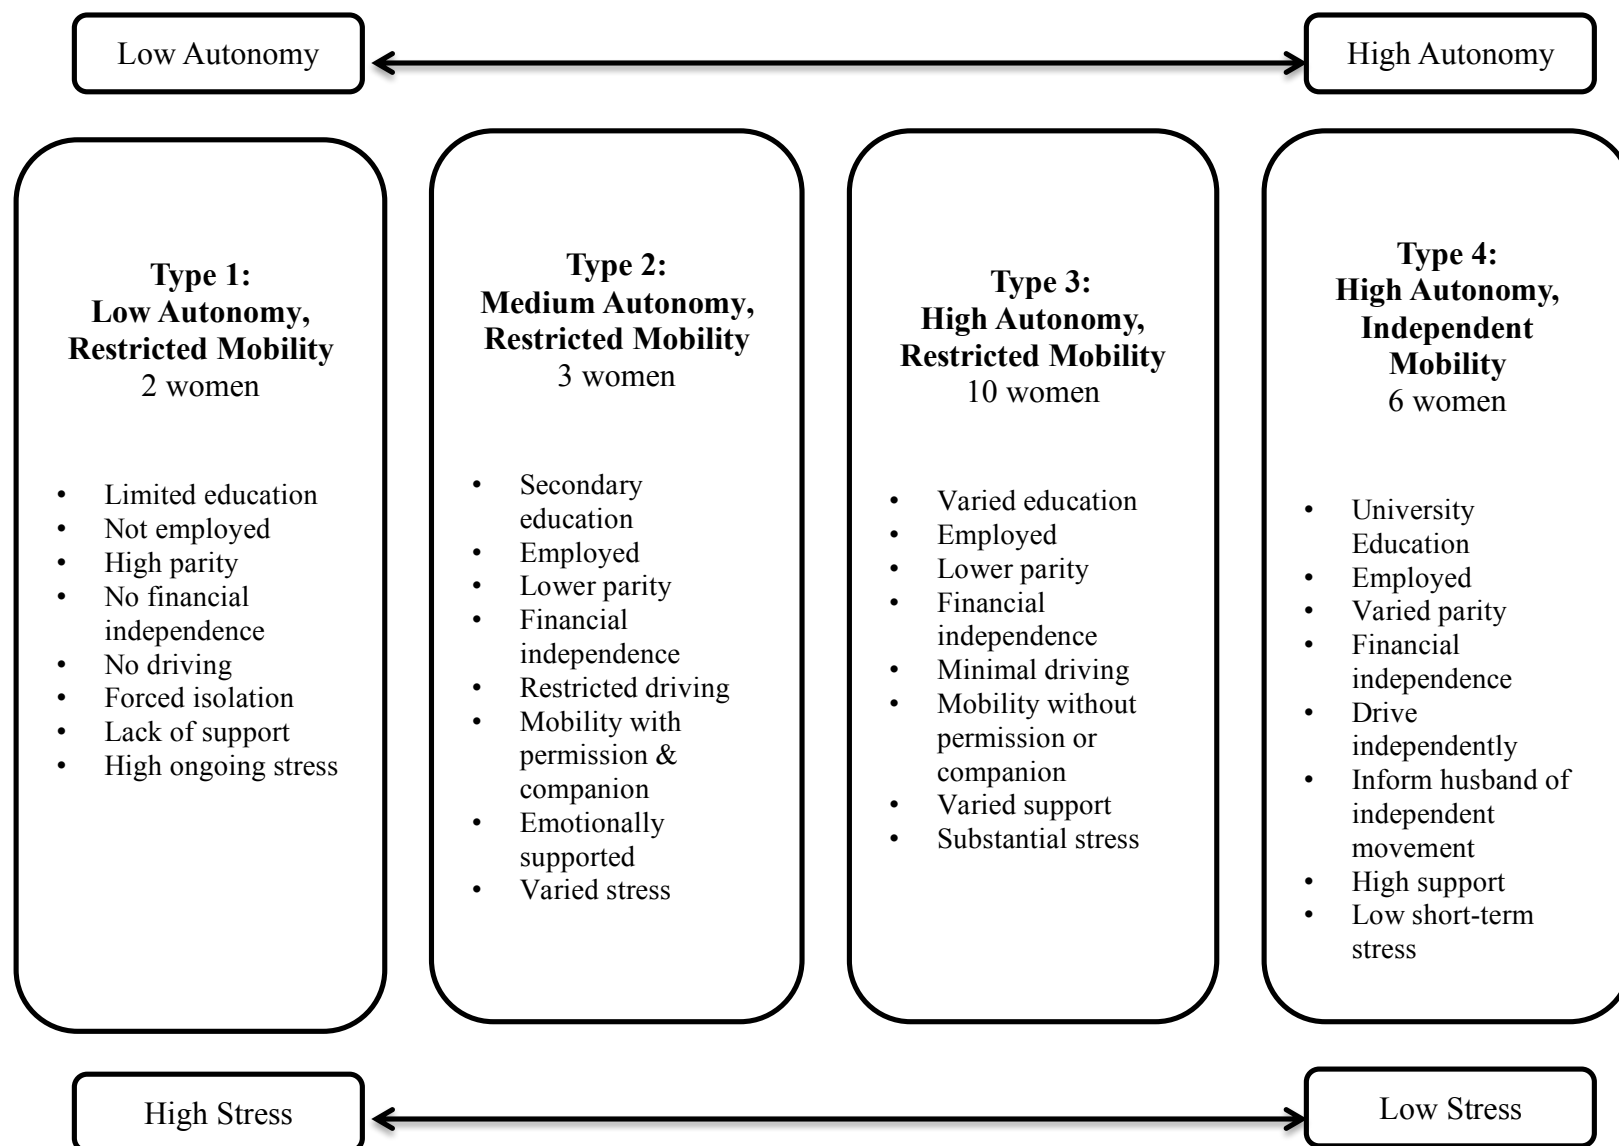 Low Autonomy
High Autonomy
Type 1:
Low Autonomy,
Restricted Mobility
2 women
• Limited education
• Not employed
• High parity
• No financial
independence
• No driving
• Forced isolation
• Lack of support
• High ongoing stress
Type 2:
Medium Autonomy,
Restricted Mobility
3 women
• Secondary
education
• Employed
• Lower parity
• Financial
independence
• Restricted driving
• Mobility with
permission &
companion
• Emotionally
supported
• Varied stress
Type 3:
High Autonomy,
Restricted Mobility
10 women
• Varied education
• Employed
• Lower parity
• Financial
independence
• Minimal driving
• Mobility without
permission or
companion
• Varied support
• Substantial stress
Type 4:
High Autonomy,
Independent
Mobility
6 women
• University
Education
• Employed
• Varied parity
• Financial
independence
• Drive
independently
• Inform husband of
independent
movement
• High support
• Low short-term
stress
High Stress
Low Stress